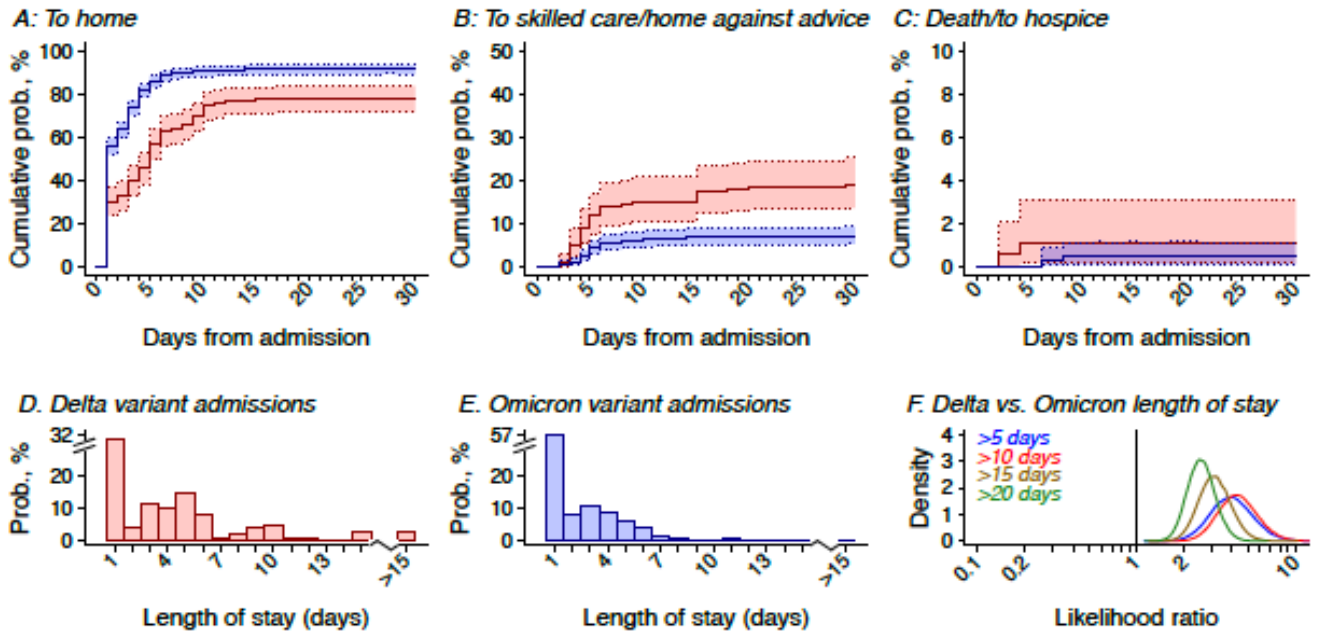 A: To home
B: To skilled care/home against advice
C: Death/to hospice
Cumulative prob., %
100
80
60
40
20
0
0 5 10 15 20 25 30
Days from admission
Cumulative prob., %
50
40
30
20
10
0
0 5 10 15 20 25 30
Days from admission
Cumulative prob., %
10
8
6
4
2
0
0 5 10 15 20 25 30
Days from admission
D. Delta variant admissions
E. Omicron variant admissions
F. Delta vs. Omicron length of stay
Prob., %
32
20
10
0
1 4 7 10 13 >15
Length of stay (days)
Prob., %
57
20
10
0
1 4 7 10 13 >15
Length of stay (days)
>5 days
>10 days
>15 days
>20 days
Density
4
3
2
1
0
0.1 0.2 1 2 10
Likelihood ratio